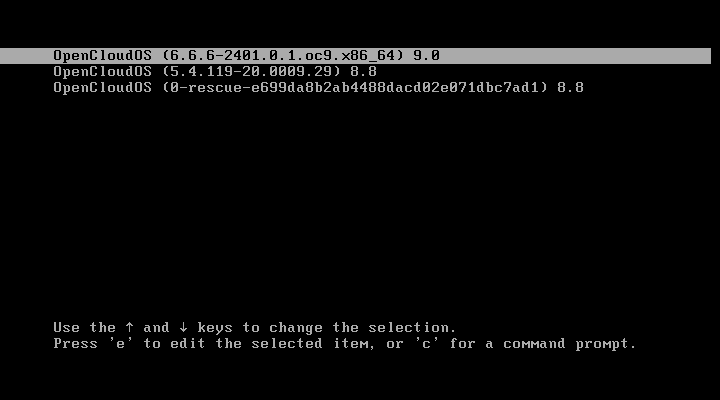 OpenCloudOS (6.6.6-2401.0.1.oc9.x86_64) 9.0
OpenCloudOS (5.4.119-20.0009.29) 8.8
OpenCloudOS (0-rescue-e699da8b2ab4488dacd02e071dbc7ad1) 8.8
Use the ↑ and ↓ keys to change the selection.
Press 'e' to edit the selected item, or 'c' for a command prompt.